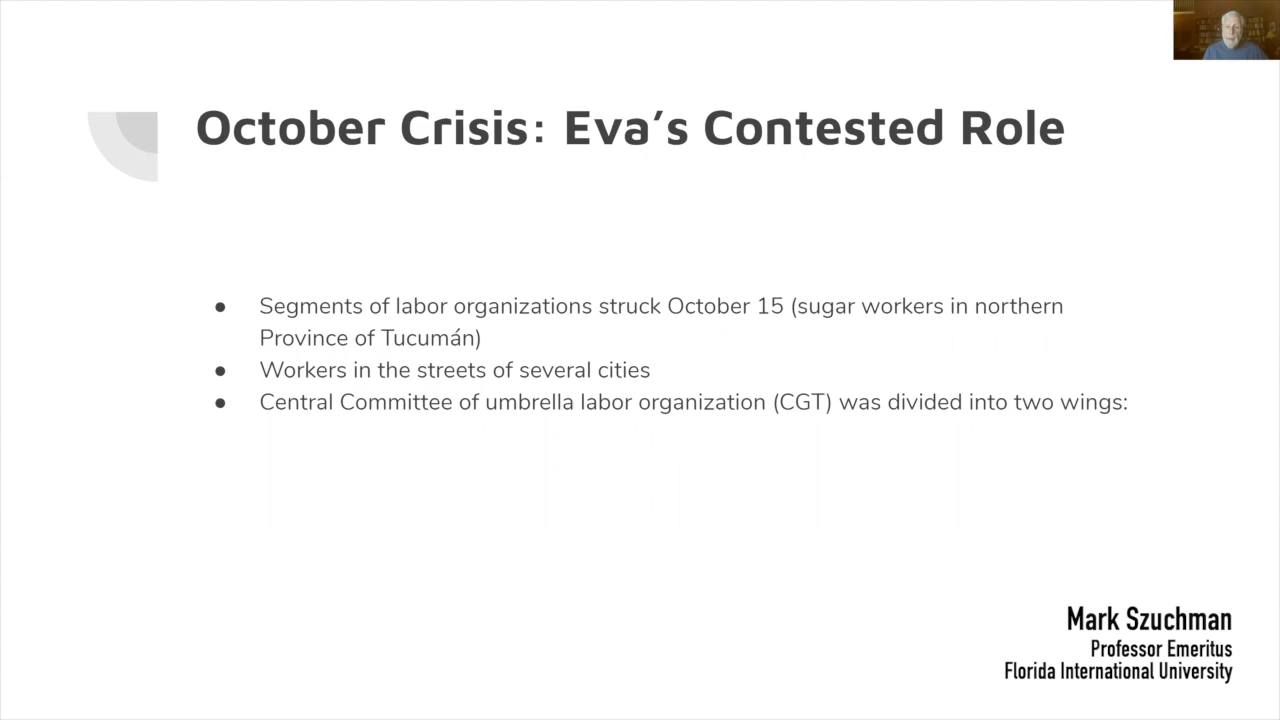 October Crisis: Eva’s Contested Role
● Segments of labor organizations struck October 15 (sugar workers in northern
Province of Tucumán)
● Workers in the streets of several cities
● Central Committee of umbrella labor organization (CGT) was divided into two wings:
Mark Szuchman
Professor Emeritus
Florida International University